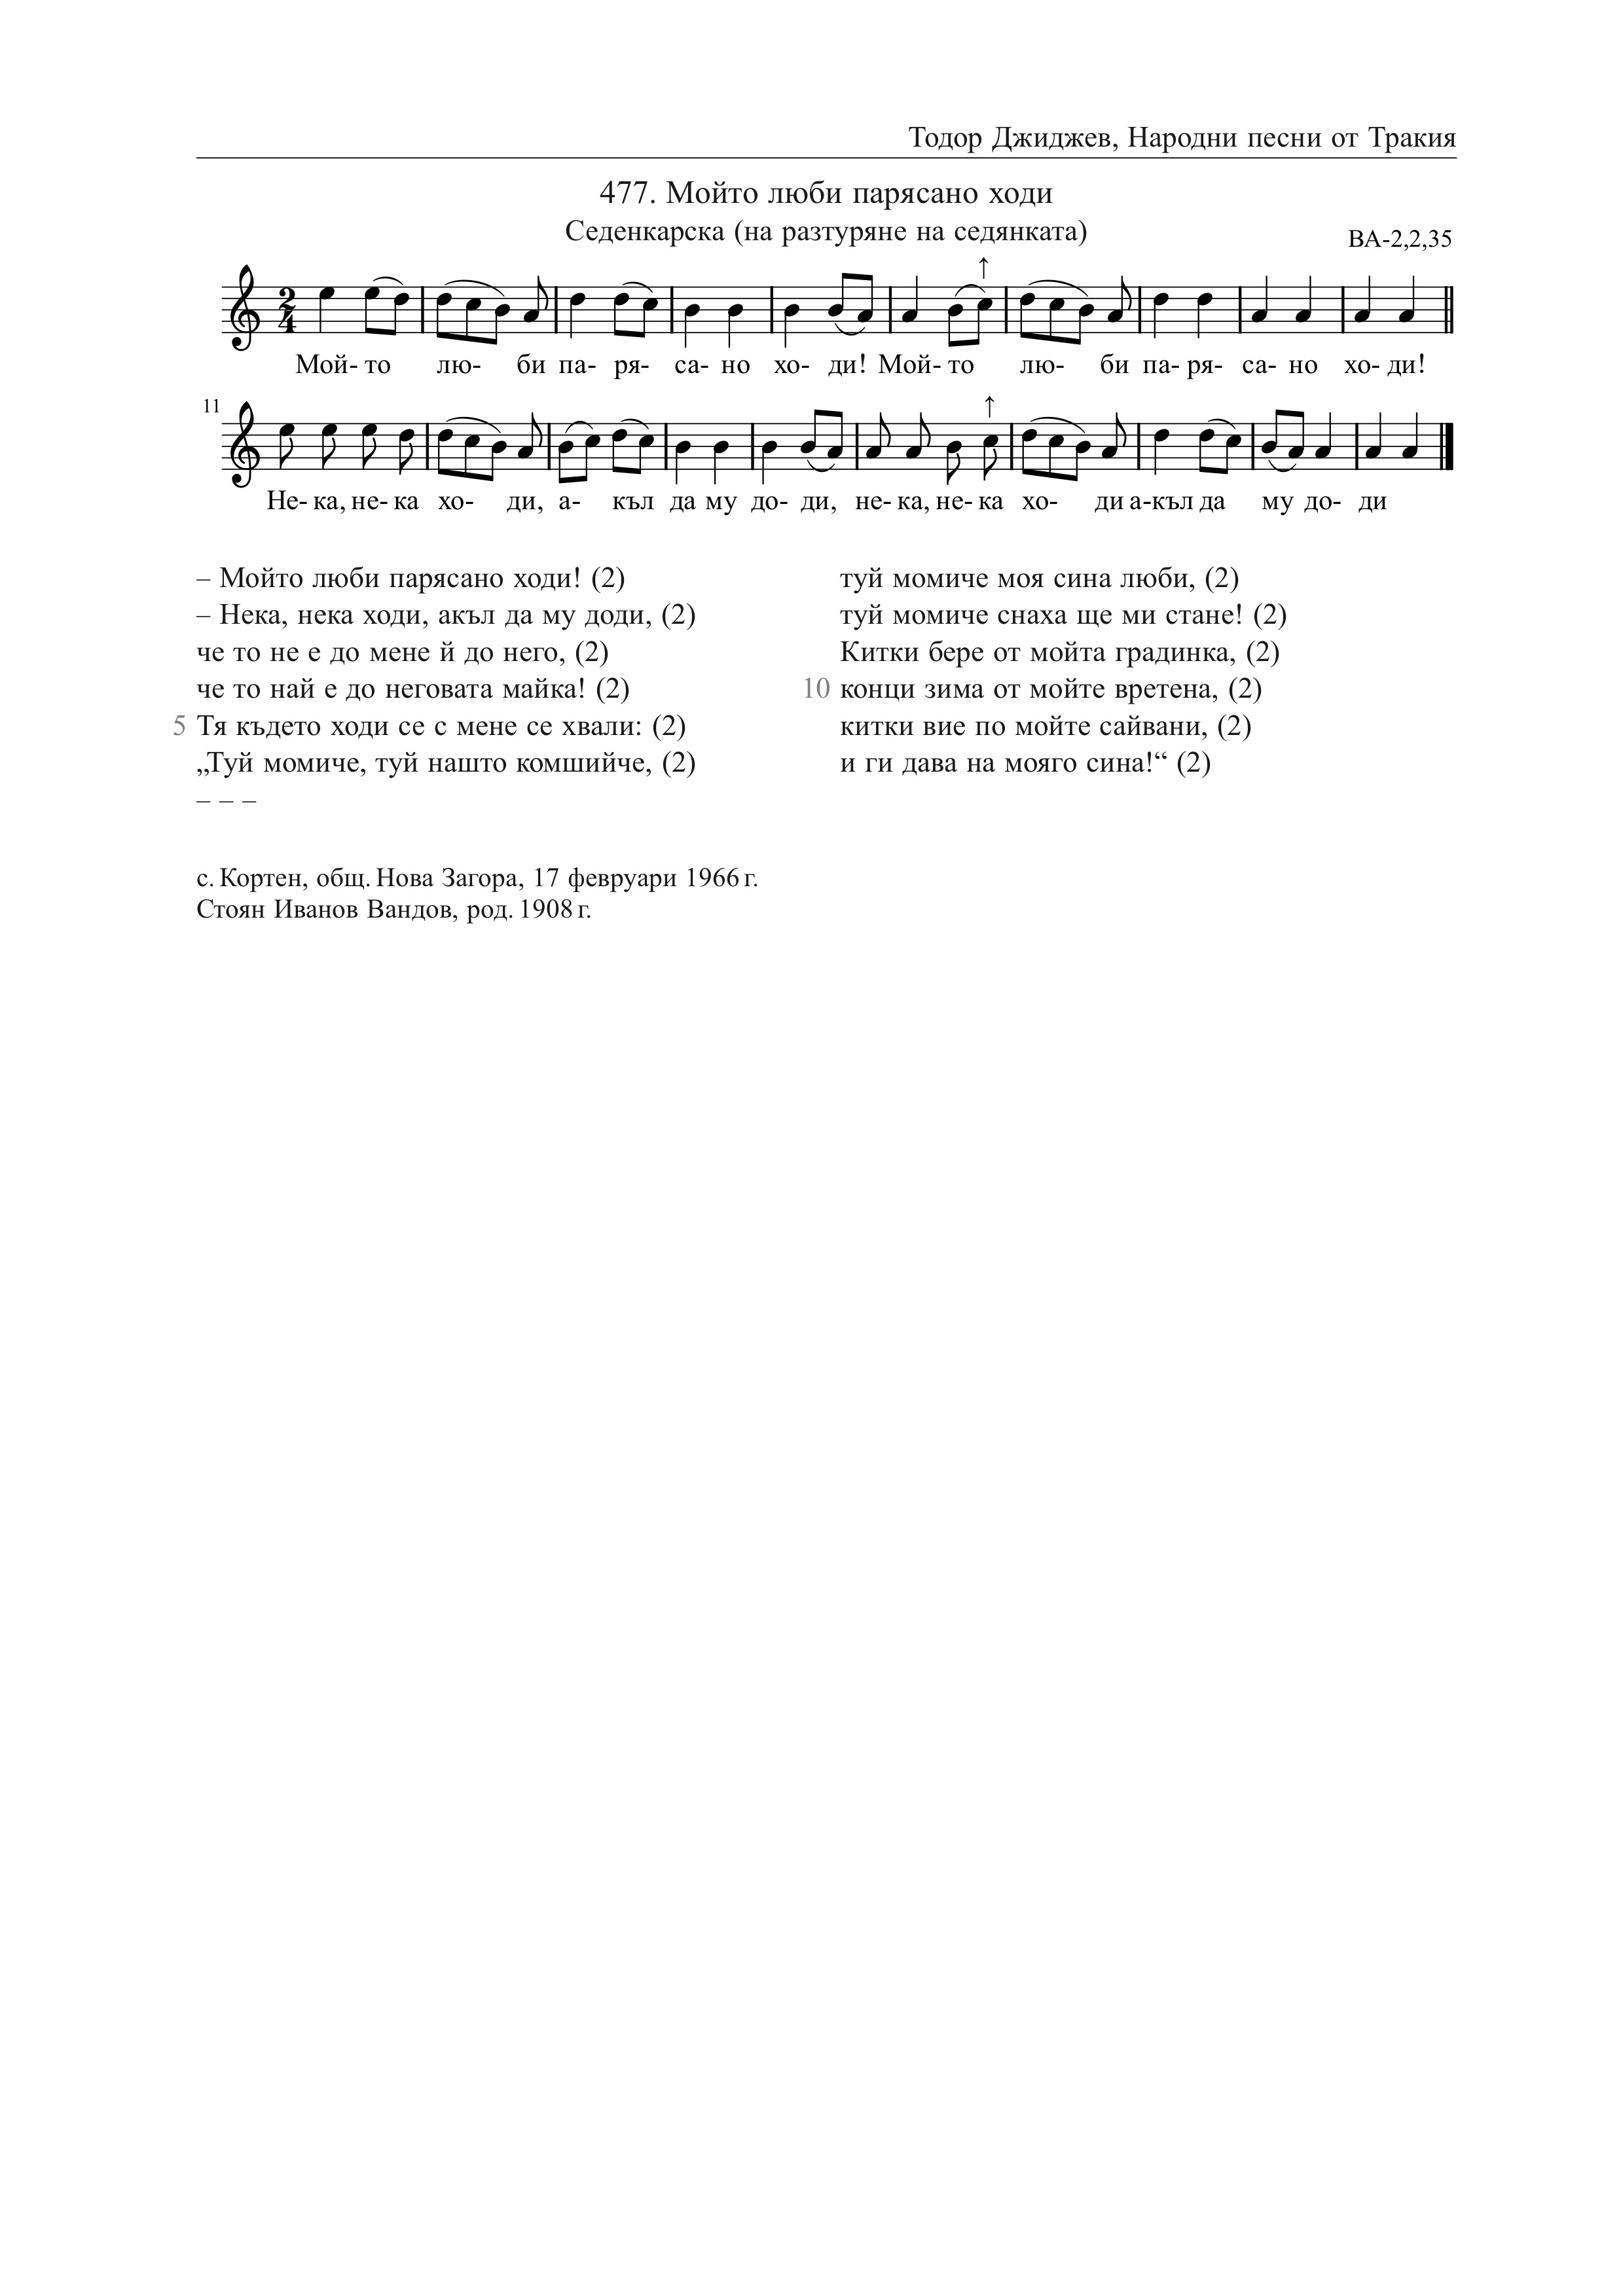 Тодор Джиджев, Народни песни от Тракия
477. Мойто люби парясано ходи
Седенкарска (на разтуряне на седянката)
ВА-2,2,35
Мой- то лю- би па- ря- са- но хо- ди! Мой- то лю- би па- ря- са- но хо- ди!
11
Не- ка, не- ка хо- ди, а- къл да му до- ди, не- ка, не- ка хо- ди а-къл да му до- ди
– Мойто люби парясано ходи! (2)
– Нека, нека ходи, акъл да му доди, (2)
че то не е до мене й до него, (2)
че то най е до неговата майка! (2)
5 Тя където ходи се с мене се хвали: (2)
„Туй момиче, туй нашто комшийче, (2)
– – –
туй момиче моя сина люби, (2)
туй момиче снаха ще ми стане! (2)
Китки бере от мойта градинка, (2)
10 конци зима от мойте вретена, (2)
китки вие по мойте сайвани, (2)
и ги дава на мояго сина!“ (2)
с. Кортен, общ. Нова Загора, 17 февруари 1966 г.
Стоян Иванов Вандов, род. 1908 г.